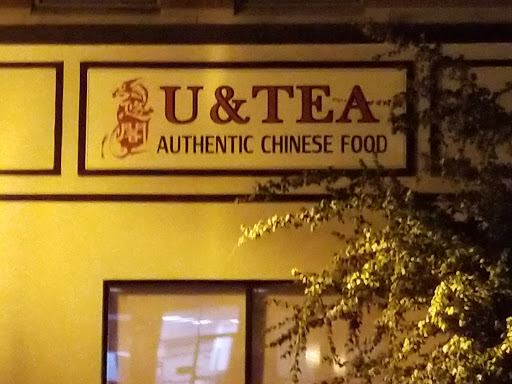 U & TEA
AUTHENTIC CHINESE FOOD